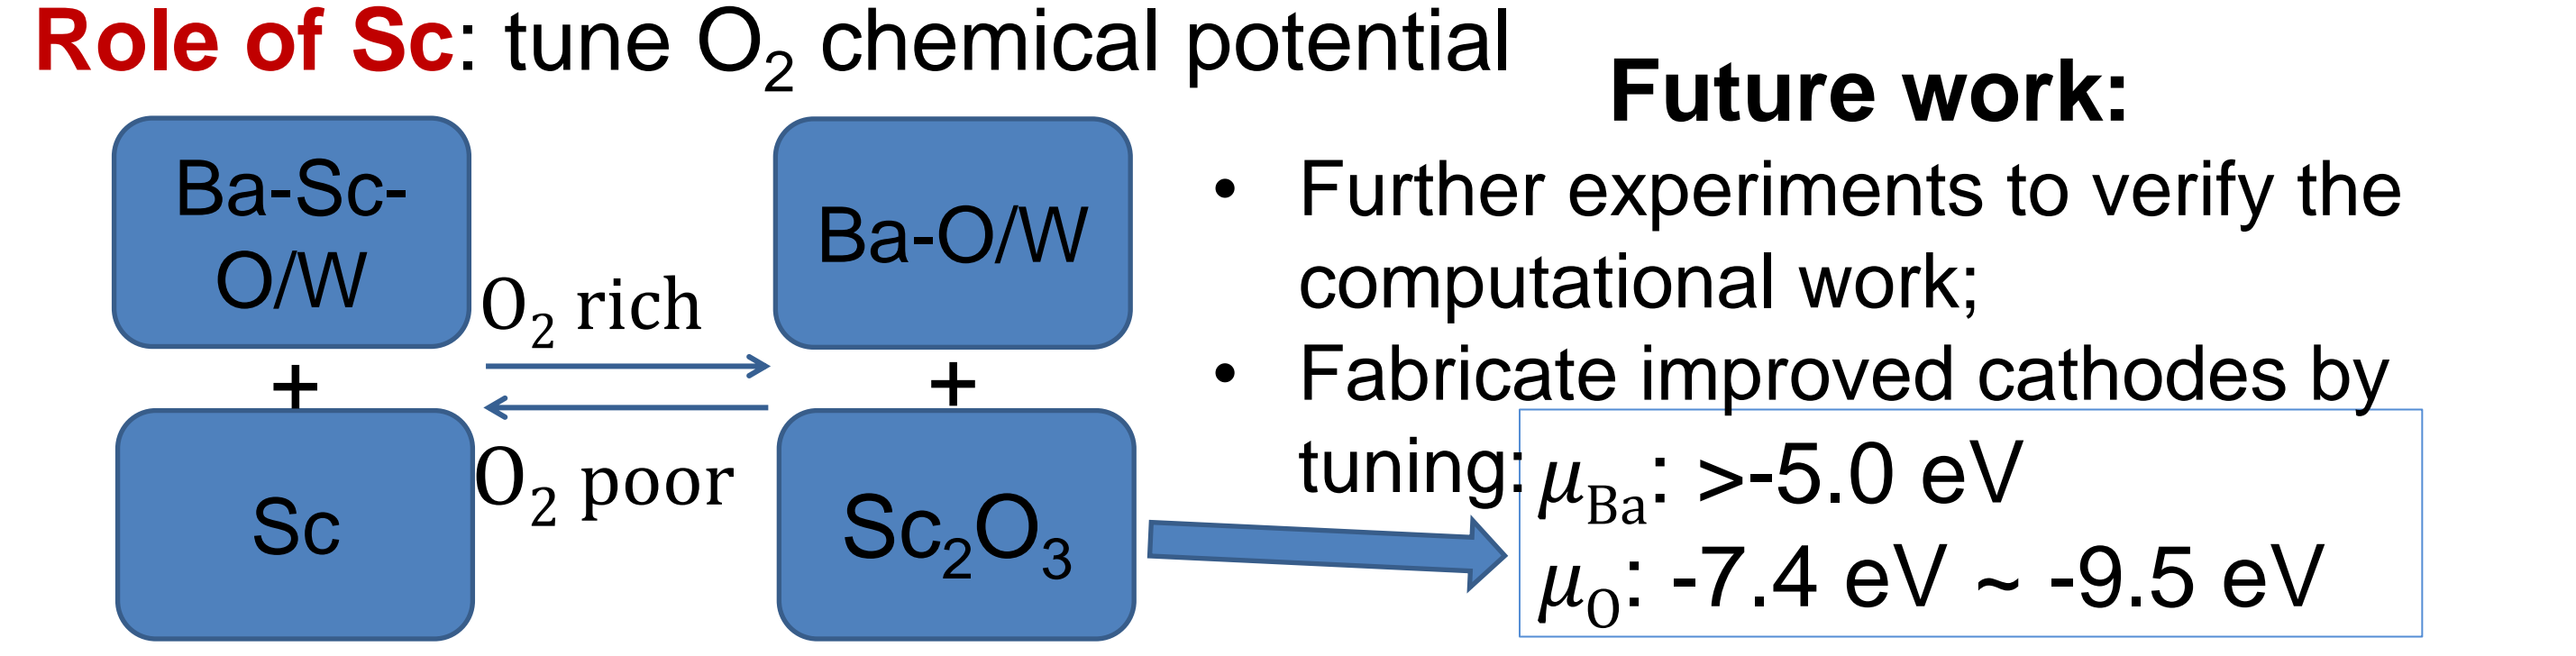 Role of Sc: tune O₂ chemical potential
Ba-Sc-
O/W
+
Sc
O₂ rich
O₂ poor
Ba-O/W
+
Sc₂O₃
Future work:
• Further experiments to verify the
computational work;
• Fabricate improved cathodes by
tuning:
μ_Ba: >-5.0 eV
μ_O: -7.4 eV ~ -9.5 eV